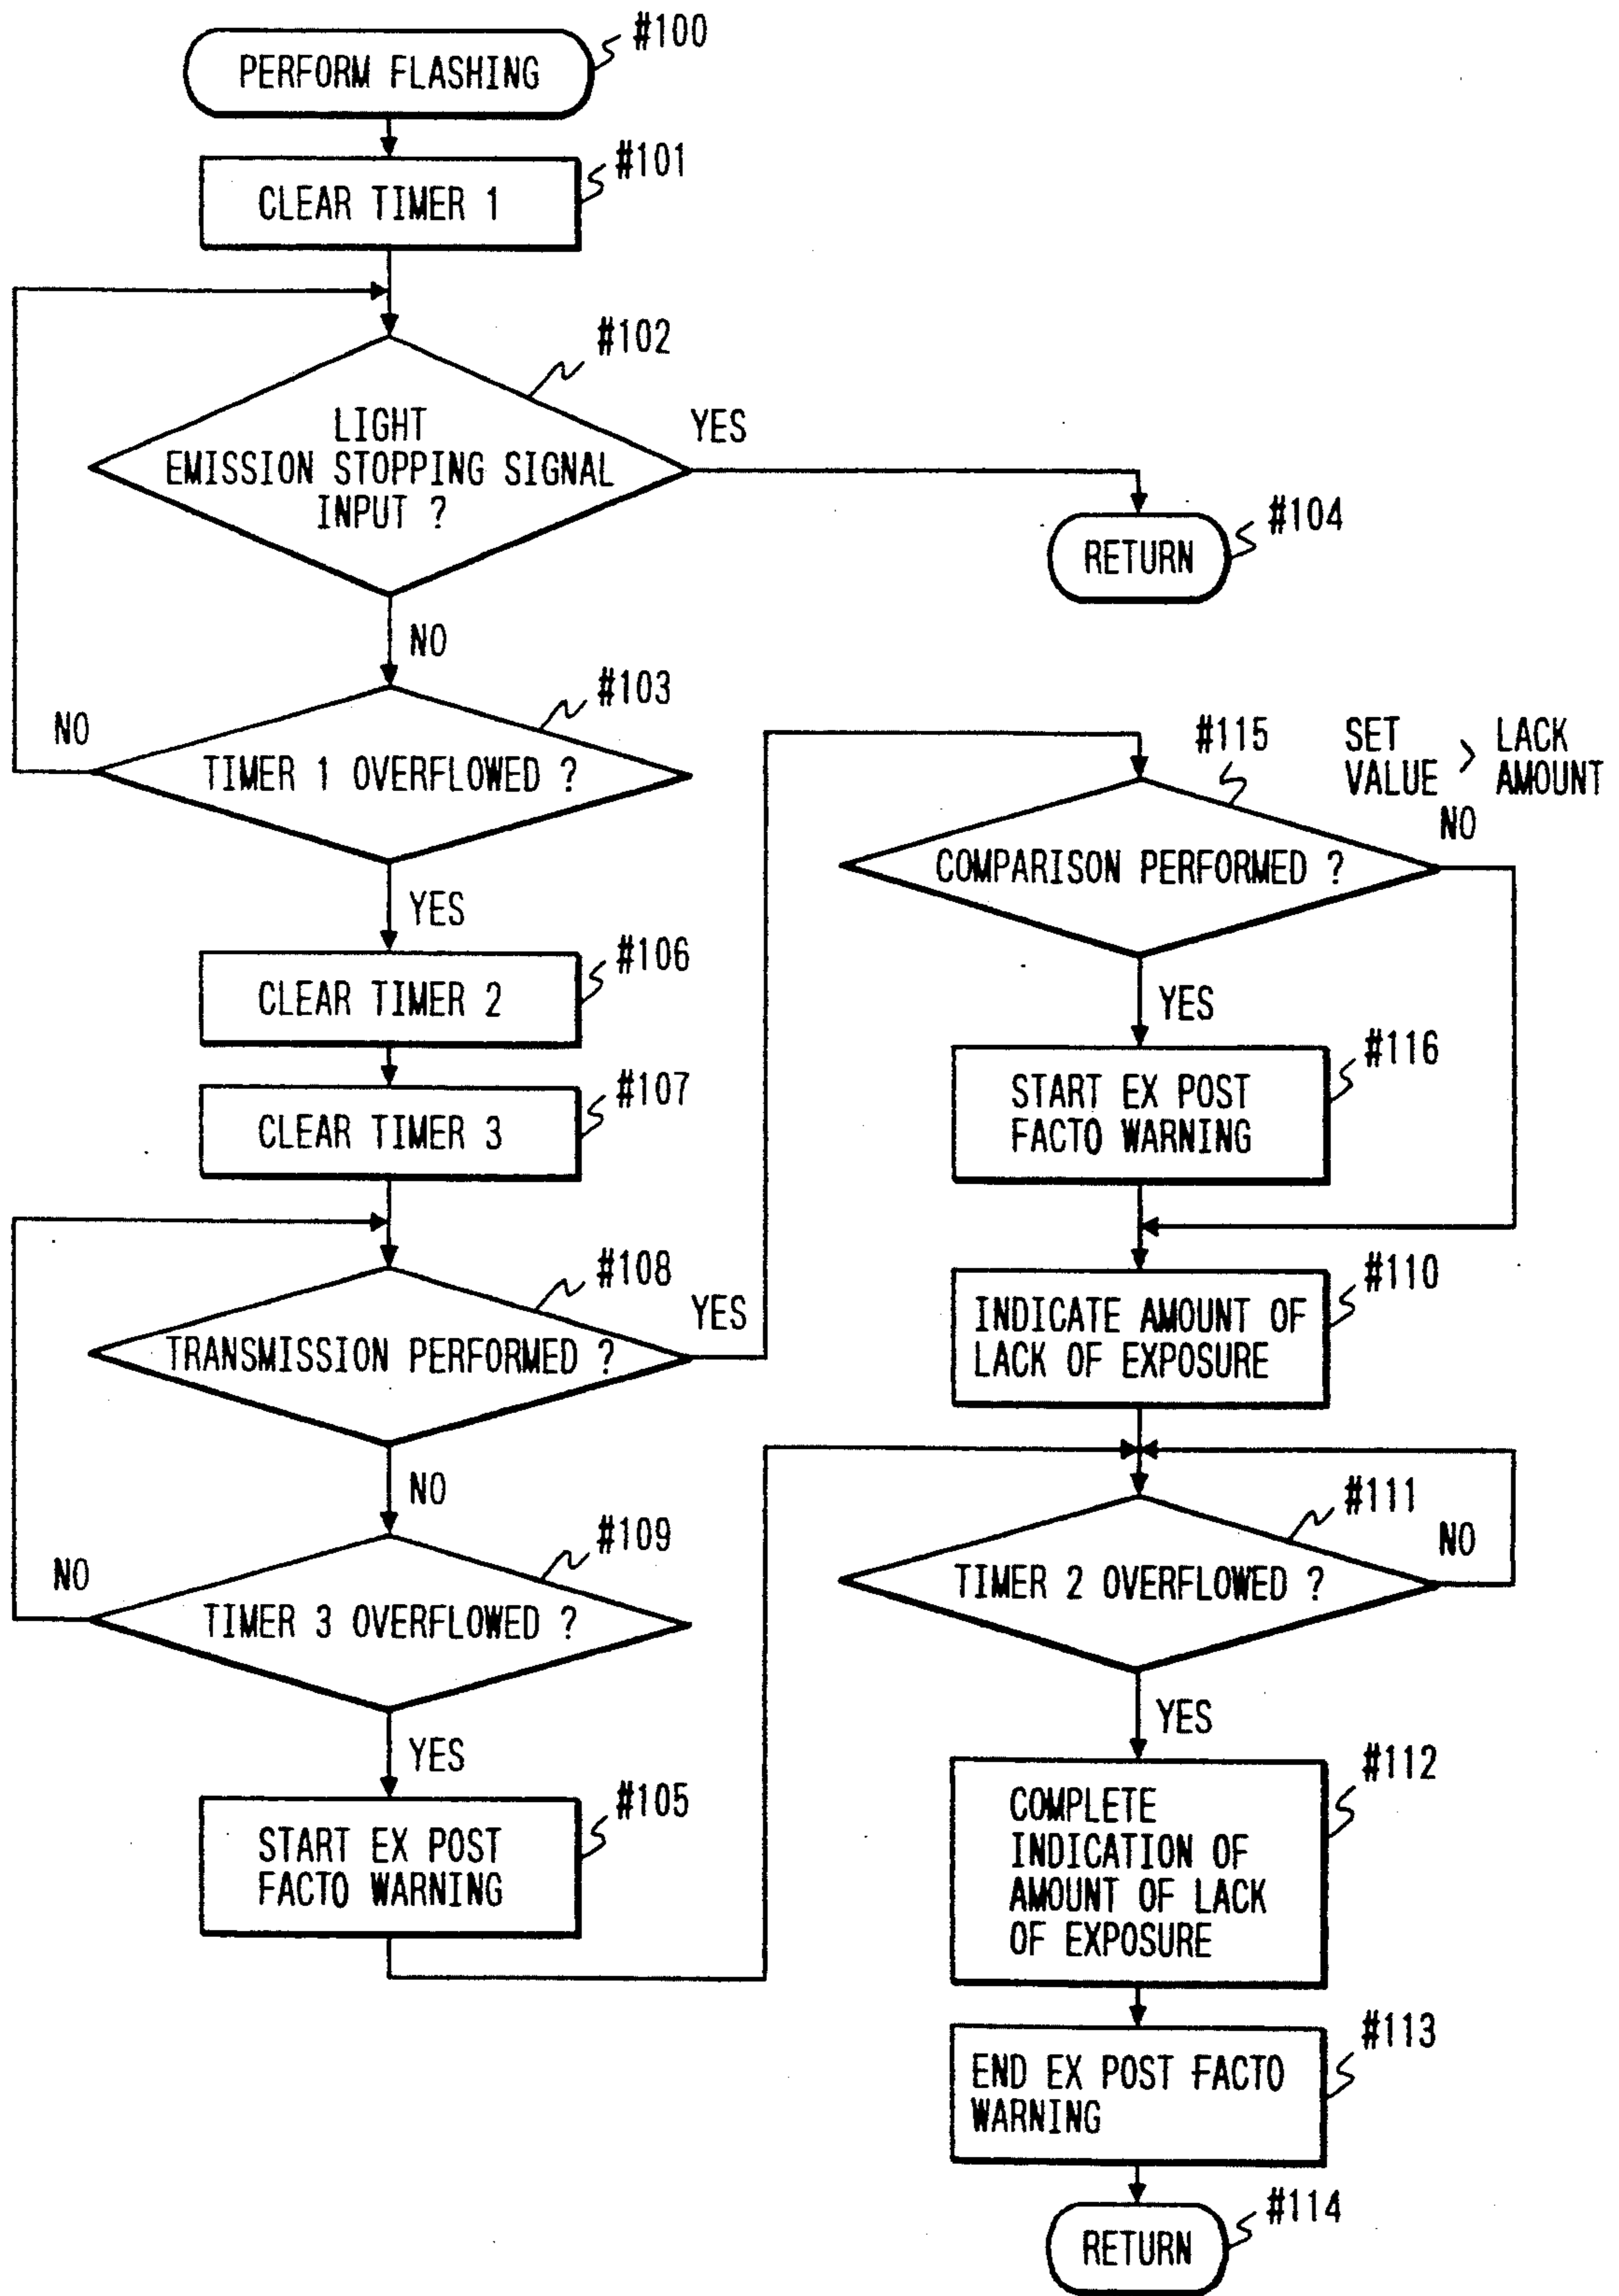 #100
PERFORM FLASHING
#101
CLEAR TIMER 1
#102
LIGHT
EMISSION STOPPING SIGNAL
INPUT ?
YES
#104
RETURN
NO
#103
TIMER 1 OVERFLOWED ?
NO
YES
#106
CLEAR TIMER 2
#107
CLEAR TIMER 3
#108
TRANSMISSION PERFORMED ?
YES
NO
#109
TIMER 3 OVERFLOWED ?
NO
YES
#105
START EX POST
FACTO WARNING
#115
SET VALUE > LACK AMOUNT
COMPARISON PERFORMED ?
NO
YES
#116
START EX POST
FACTO WARNING
#110
INDICATE AMOUNT OF
LACK OF EXPOSURE
#111
TIMER 2 OVERFLOWED ?
NO
YES
#112
COMPLETE
INDICATION OF
AMOUNT OF LACK
OF EXPOSURE
#113
END EX POST FACTO
WARNING
#114
RETURN